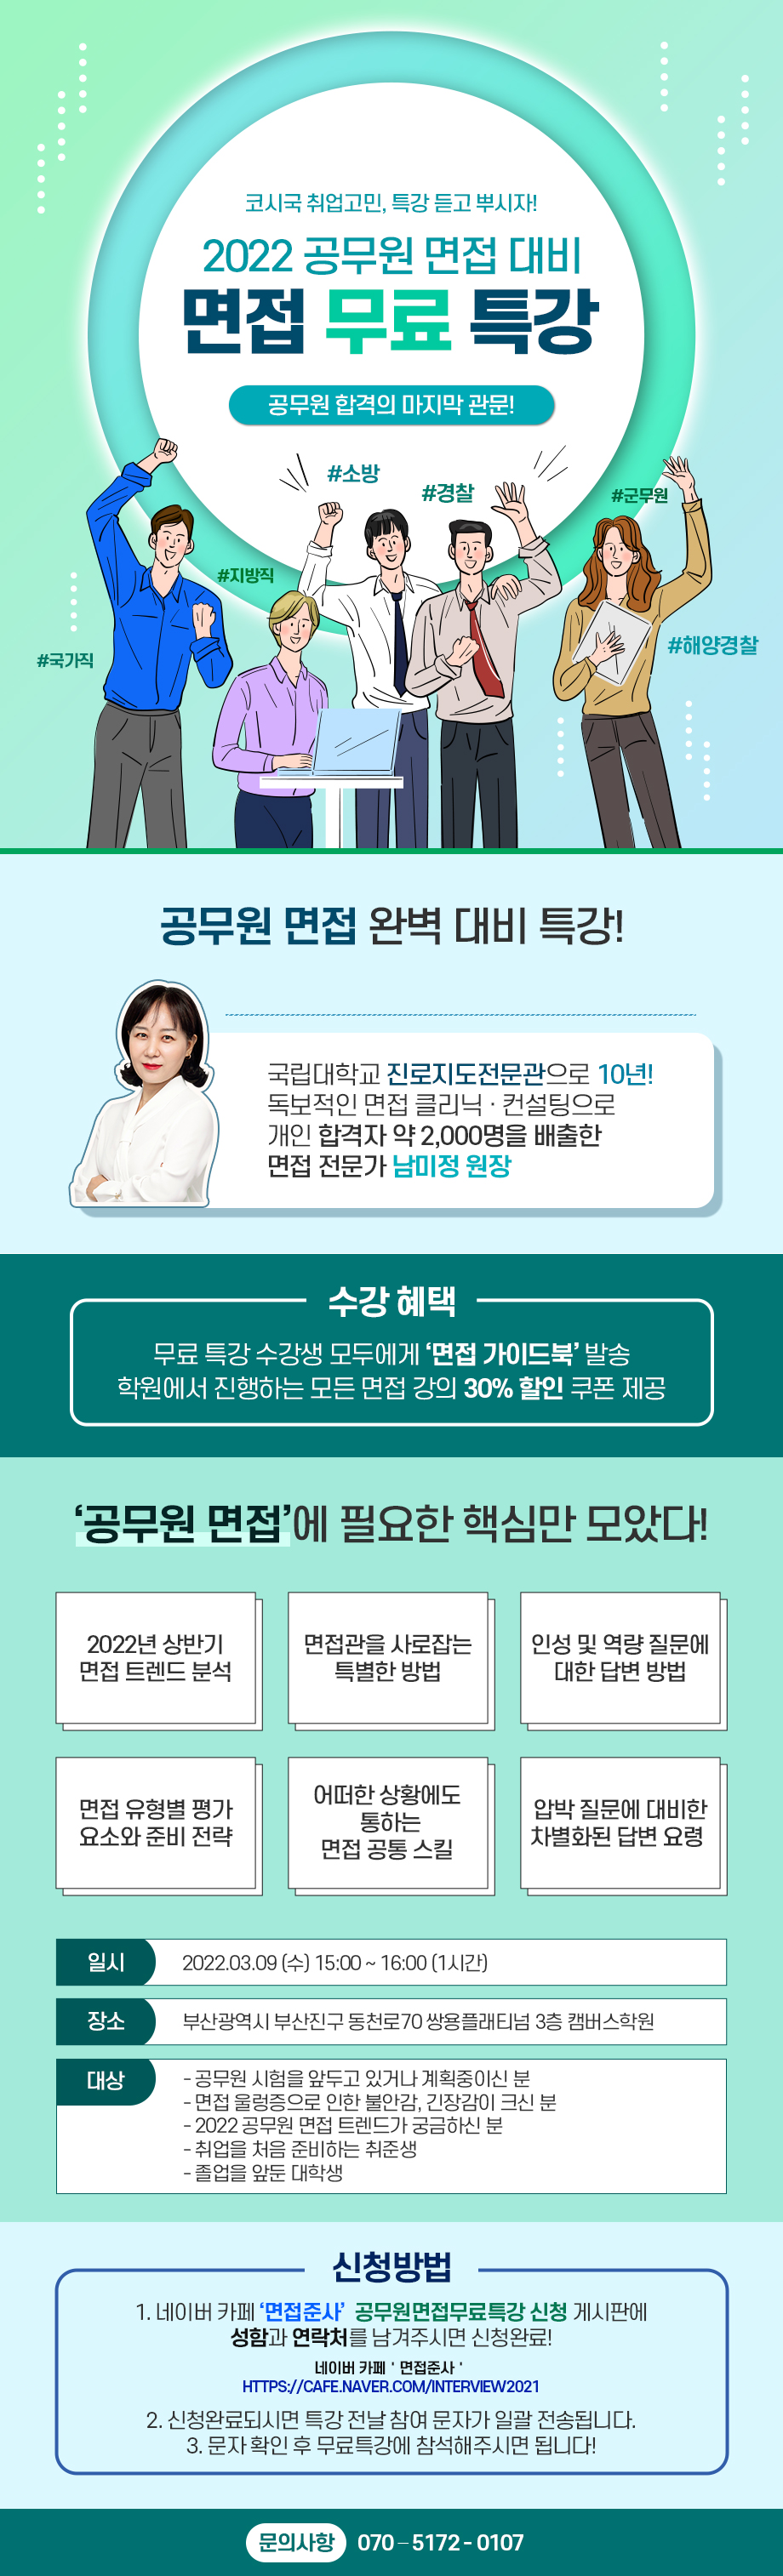 코시국 취업고민, 특강 듣고 뿌시자!
2022 공무원 면접 대비
면접 무료 특강
공무원 합격의 마지막 관문!
#소방
#경찰
#군무원
#지방직
#국가직
#해양경찰
공무원 면접 완벽 대비 특강!
국립대학교 진로지도전문관으로 10년!
독보적인 면접 클리닉 · 컨설팅으로
개인 합격자 약 2,000명을 배출한
면접 전문가 남미정 원장
수강 혜택
무료 특강 수강생 모두에게 ‘면접 가이드북’ 발송
학원에서 진행하는 모든 면접 강의 30% 할인 쿠폰 제공
‘공무원 면접’에 필요한 핵심만 모았다!
2022년 상반기
면접 트렌드 분석
면접관을 사로잡는
특별한 방법
인성 및 역량 질문에
대한 답변 방법
면접 유형별 평가
요소와 준비 전략
어떠한 상황에도
통하는
면접 공통 스킬
압박 질문에 대비한
차별화된 답변 요령
일시
2022.03.09 (수) 15:00 ~ 16:00 (1시간)
장소
부산광역시 부산진구 동천로70 쌍용플래티넘 3층 캠버스학원
대상
- 공무원 시험을 앞두고 있거나 계획중이신 분
- 면접 울렁증으로 인한 불안감, 긴장감이 크신 분
- 2022 공무원 면접 트렌드가 궁금하신 분
- 취업을 처음 준비하는 취준생
- 졸업을 앞둔 대학생
신청방법
1. 네이버 카페 ‘면접준사’ 공무원면접무료특강 신청 게시판에
성함과 연락처를 남겨주시면 신청완료!
네이버 카페 ' 면접준사 '
HTTPS://CAFE.NAVER.COM/INTERVIEW2021
2. 신청완료되시면 특강 전날 참여 문자가 일괄 전송됩니다.
3. 문자 확인 후 무료특강에 참석해주시면 됩니다!
문의사항 070 – 5172 - 0107